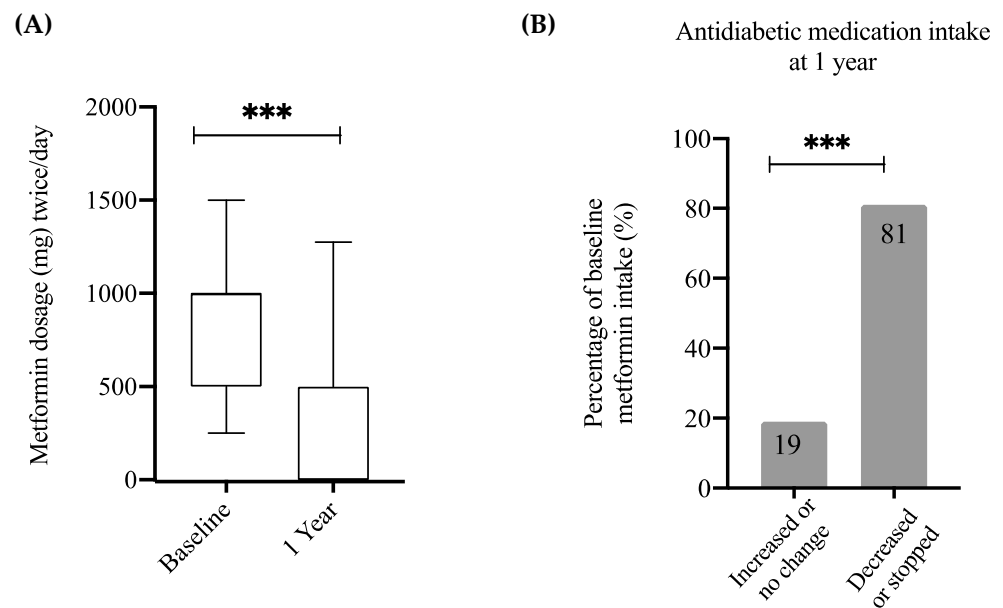 (A)
Metformin dosage (mg) twice/day
2000
1500
1000
500
0
***
Baseline
1 Year
(B)
Antidiabetic medication intake
at 1 year
Percentage of baseline
metformin intake (%)
100
80
60
40
20
0
***
19
81
Increased or
no change
Decreased
or stopped